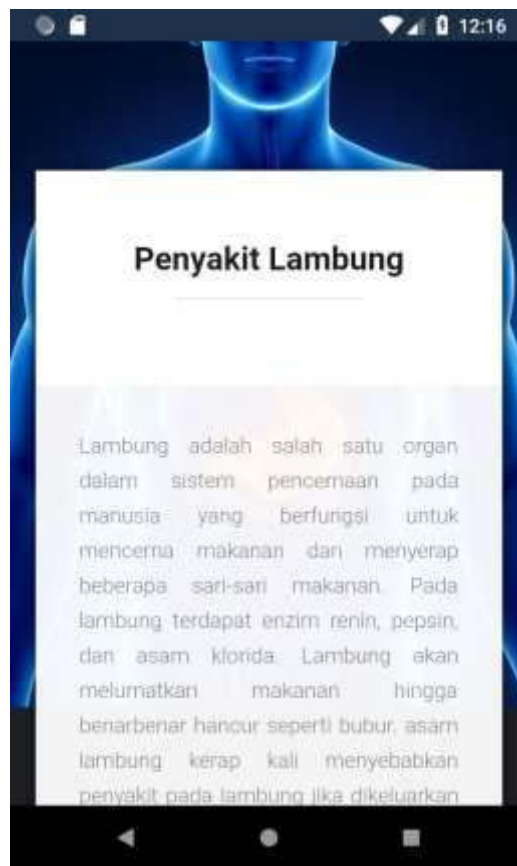 12:16
Penyakit Lambung
Lambung adalah salah satu organ
dalam sistem pencernaan pada
manusia yang berfungsi untuk
mencerna makanan dan menyerap
beberapa sari-sari makanan. Pada
lambung terdapat enzim renin, pepsin,
dan asam klorida. Lambung akan
melumatkan makanan hingga
benarbenar hancur seperti bubur, asam
lambung kerap kali menyebabkan
penyakit pada lambung jika dikeluarkan